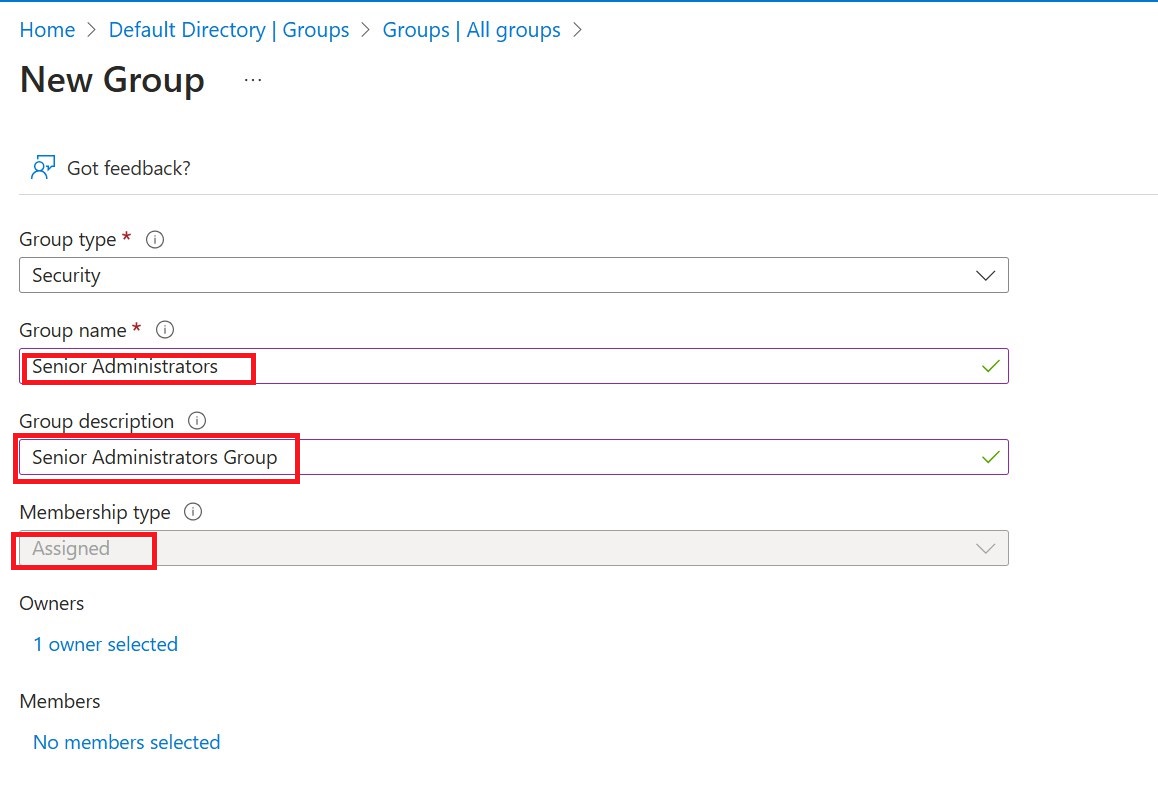 Home > Default Directory | Groups > Groups | All groups >
New Group ...
Got feedback?
Group type *
Security
Group name *
Senior Administrators
Group description
Senior Administrators Group
Membership type
Assigned
Owners
1 owner selected
Members
No members selected